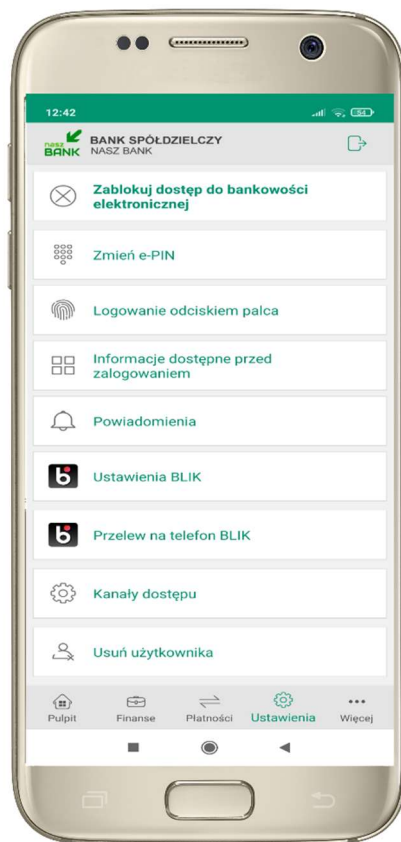 12:42
54
nasz
BANK
BANK SPÓŁDZIELCZY
NASZ BANK
Zablokuj dostęp do bankowości
elektronicznej
Zmień e-PIN
Logowanie odciskiem palca
Informacje dostępne przed
zalogowaniem
Powiadomienia
Ustawienia BLIK
Przelew na telefon BLIK
Kanały dostępu
Usuń użytkownika
Pulpit Finanse Płatności Ustawienia Więcej